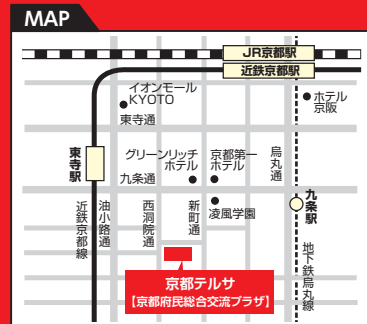 MAP
JR京都駅
近鉄京都駅
イオンモール
KYOTO
ホテル
京阪
東寺通
東寺駅
グリーンリッチ
ホテル
京都第一
ホテル
烏丸通
九条通
九条駅
近鉄京都線
油小路通
西洞院通
新町通
凌風学園
地下鉄烏丸線
京都テルサ
【京都府民総合交流プラザ】